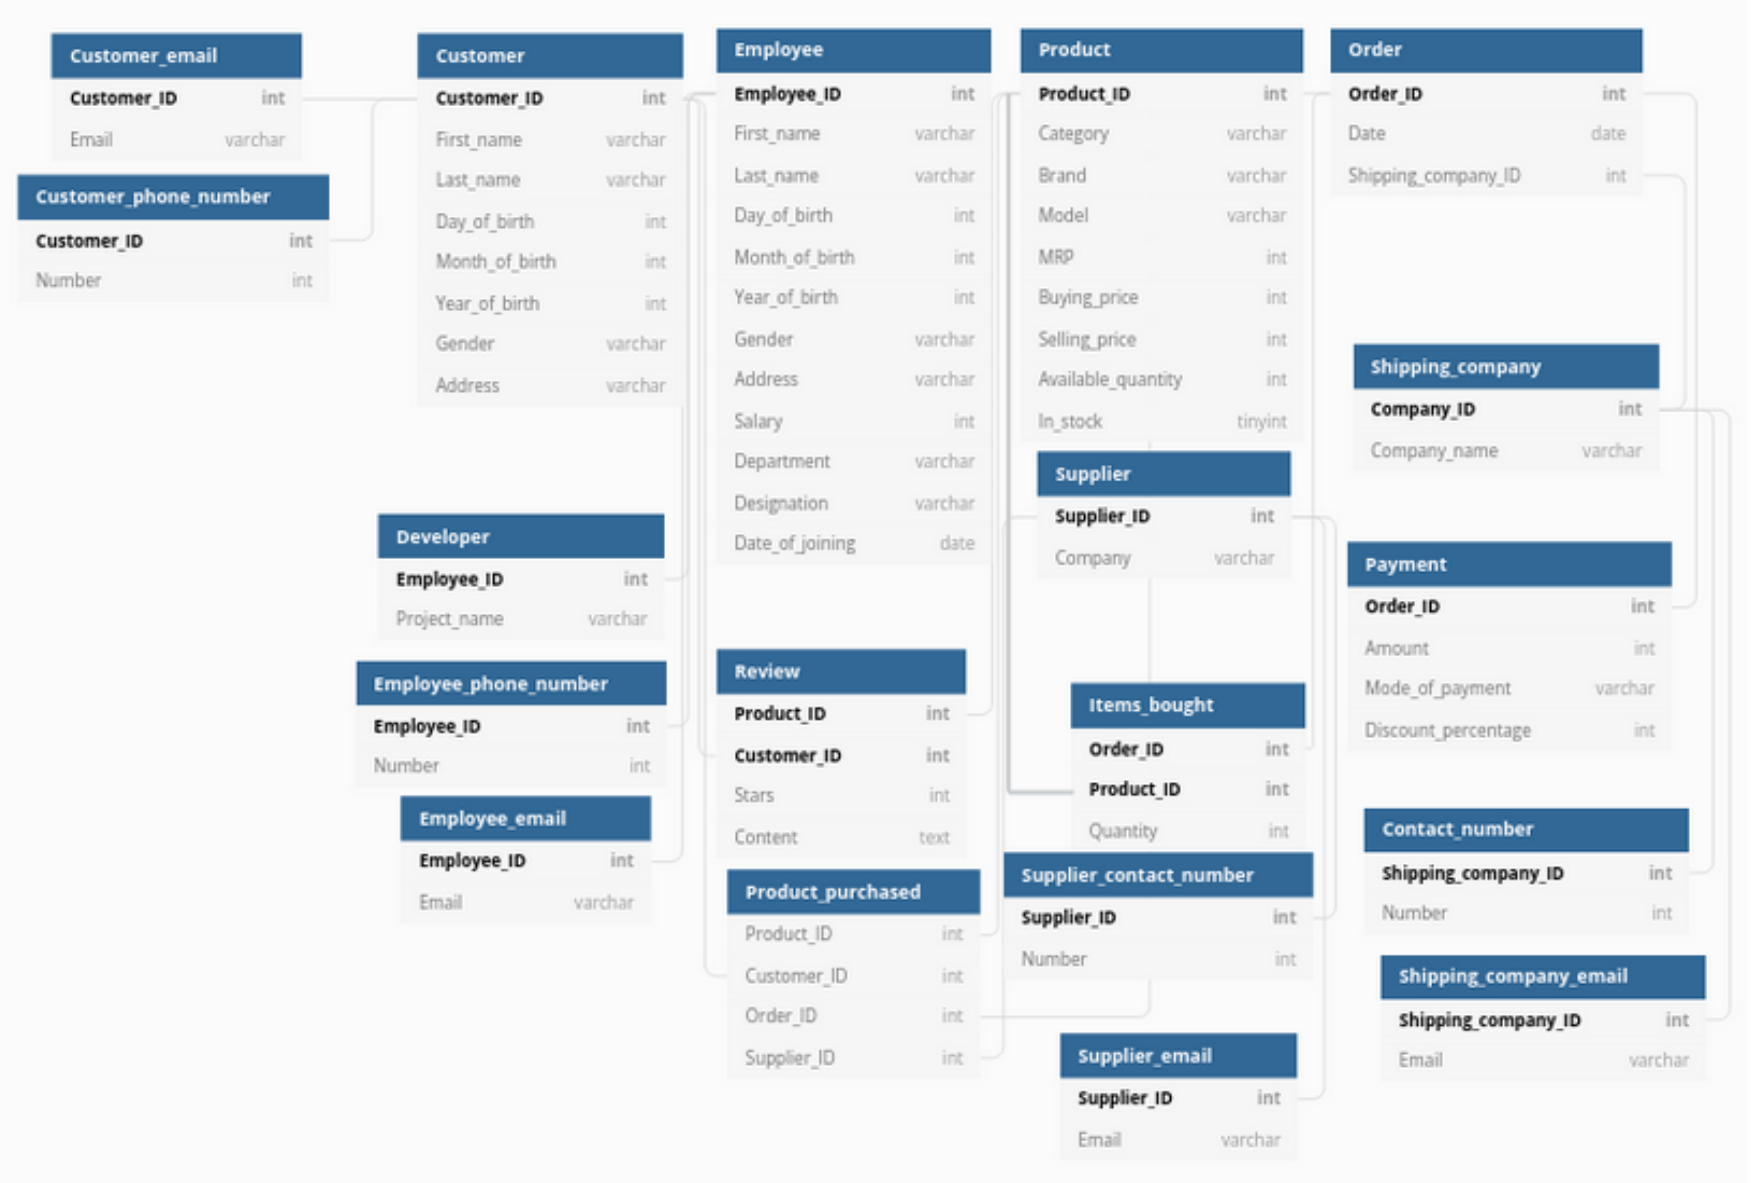 Customer_email
Customer_ID int
Email varchar
Customer_phone_number
Customer_ID int
Number int
Customer
Customer_ID int
First_name varchar
Last_name varchar
Day_of_birth int
Month_of_birth int
Year_of_birth int
Gender varchar
Address varchar
Developer
Employee_ID int
Project_name varchar
Employee_phone_number
Employee_ID int
Number int
Employee_email
Employee_ID int
Email varchar
Employee
Employee_ID int
First_name varchar
Last_name varchar
Day_of_birth int
Month_of_birth int
Year_of_birth int
Gender varchar
Address varchar
Salary int
Department varchar
Designation varchar
Date_of_joining date
Review
Product_ID int
Customer_ID int
Stars int
Content text
Product_purchased
Product_ID int
Customer_ID int
Order_ID int
Supplier_ID int
Product
Product_ID int
Category varchar
Brand varchar
Model varchar
MRP int
Buying_price int
Selling_price int
Available_quantity int
In_stock tinyint
Supplier
Supplier_ID int
Company varchar
Items_bought
Order_ID int
Product_ID int
Quantity int
Supplier_contact_number
Supplier_ID int
Number int
Supplier_email
Supplier_ID int
Email varchar
Order
Order_ID int
Date date
Shipping_company_ID int
Shipping_company
Company_ID int
Company_name varchar
Payment
Order_ID int
Amount int
Mode_of_payment varchar
Discount_percentage int
Contact_number
Shipping_company_ID int
Number int
Shipping_company_email
Shipping_company_ID int
Email varchar